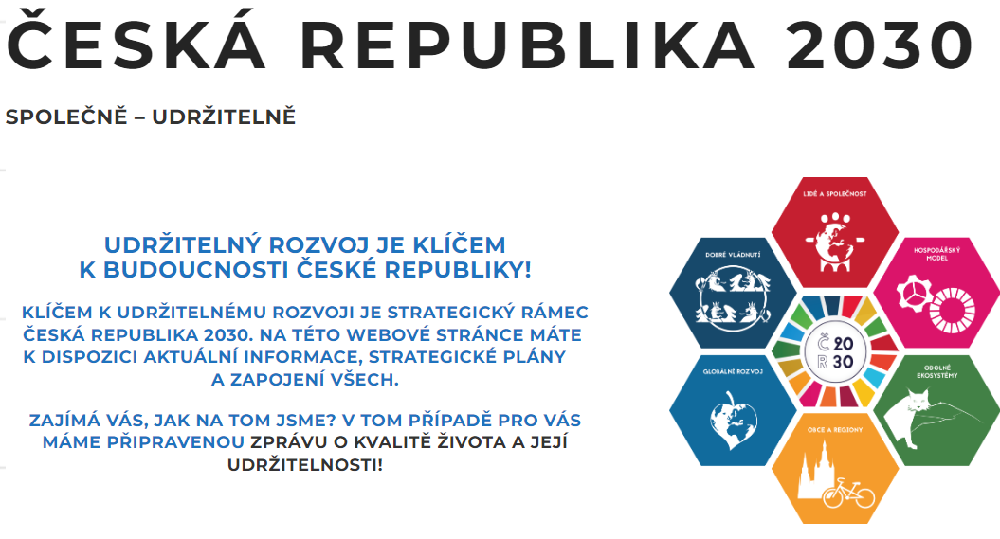 ČESKÁ REPUBLIKA 2030
SPOLEČNĚ – UDRŽITELNĚ
UDRŽITELNÝ ROZVOJ JE KLÍČEM
K BUDOUCNOSTI ČESKÉ REPUBLIKY!
KLÍČEM K UDRŽITELNÉMU ROZVOJI JE STRATEGICKÝ RÁMEC
ČESKÁ REPUBLIKA 2030. NA TÉTO WEBOVÉ STRÁNCE MÁTE
K DISPOZICI AKTUÁLNÍ INFORMACE, STRATEGICKÉ PLÁNY
A ZAPOJENÍ VŠECH.
ZAJÍMÁ VÁS, JAK NA TOM JSME? V TOM PŘÍPADĚ PRO VÁS
MÁME PŘIPRAVENOU ZPRÁVU O KVALITĚ ŽIVOTA A JEJÍ
UDRŽITELNOSTI!
LIDÉ A SPOLEČNOST
DOBRÉ VLÁDNUTÍ
HOSPODÁŘSKÝ
MODEL
Č 20
R 30
GLOBÁLNÍ ROZVOJ
ODOLNÉ
EKOSYSTÉMY
OBCE A REGIONY